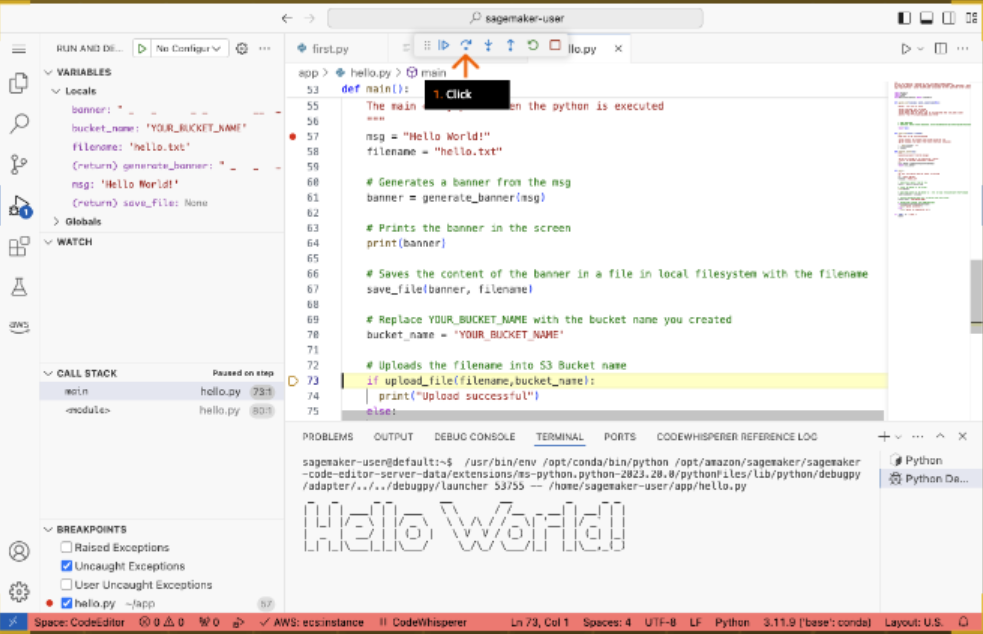 sagemaker-user
RUN AND DE...
No Configur
first.py
llo.py
app > hello.py > main
1. Click
VARIABLES
Locals
banner: "
bucket_name: 'YOUR_BUCKET_NAME'
filename: 'hello.txt'
(return) generate_banner: "
msg: 'Hello World!'
(return) save_file: None
Globals
WATCH
CALL STACK
Paused on step
main hello.py 73:1
<module> hello.py 80:1
BREAKPOINTS
Raised Exceptions
Uncaught Exceptions
User Uncaught Exceptions
hello.py ~/app 57
1
aws
53 def main():
55 The main en the python is executed
56 """
57 msg = "Hello World!"
58 filename = "hello.txt"
59
60 # Generates a banner from the msg
61 banner = generate_banner(msg)
62
63 # Prints the banner in the screen
64 print(banner)
65
66 # Saves the content of the banner in a file in local filesystem with the filename
67 save_file(banner, filename)
68
69 # Replace YOUR_BUCKET_NAME with the bucket name you created
70 bucket_name = 'YOUR_BUCKET_NAME'
71
72 # Uploads the filename into S3 Bucket name
73 if upload_file(filename,bucket_name):
74 print("Upload successful")
75 else:
PROBLEMS OUTPUT DEBUG CONSOLE TERMINAL PORTS CODEWHISPERER REFERENCE LOG
sagemaker-user@default:~$ /usr/bin/env /opt/conda/bin/python /opt/amazon/sagemaker/sagemaker
-code-editor-server-data/extensions/ms-python.python-2023.20.0/pythonFiles/lib/python/debugpy
/adapter/../../debugpy/launcher 53755 -- /home/sagemaker-user/app/hello.py
Hello World!
Python
Python De...
Space: CodeEditor 0 0 0 AWS: ecs:instance CodeWhisperer Ln 73, Col 1 Spaces: 4 UTF-8 LF Python 3.11.9 ('base': conda) Layout: U.S.